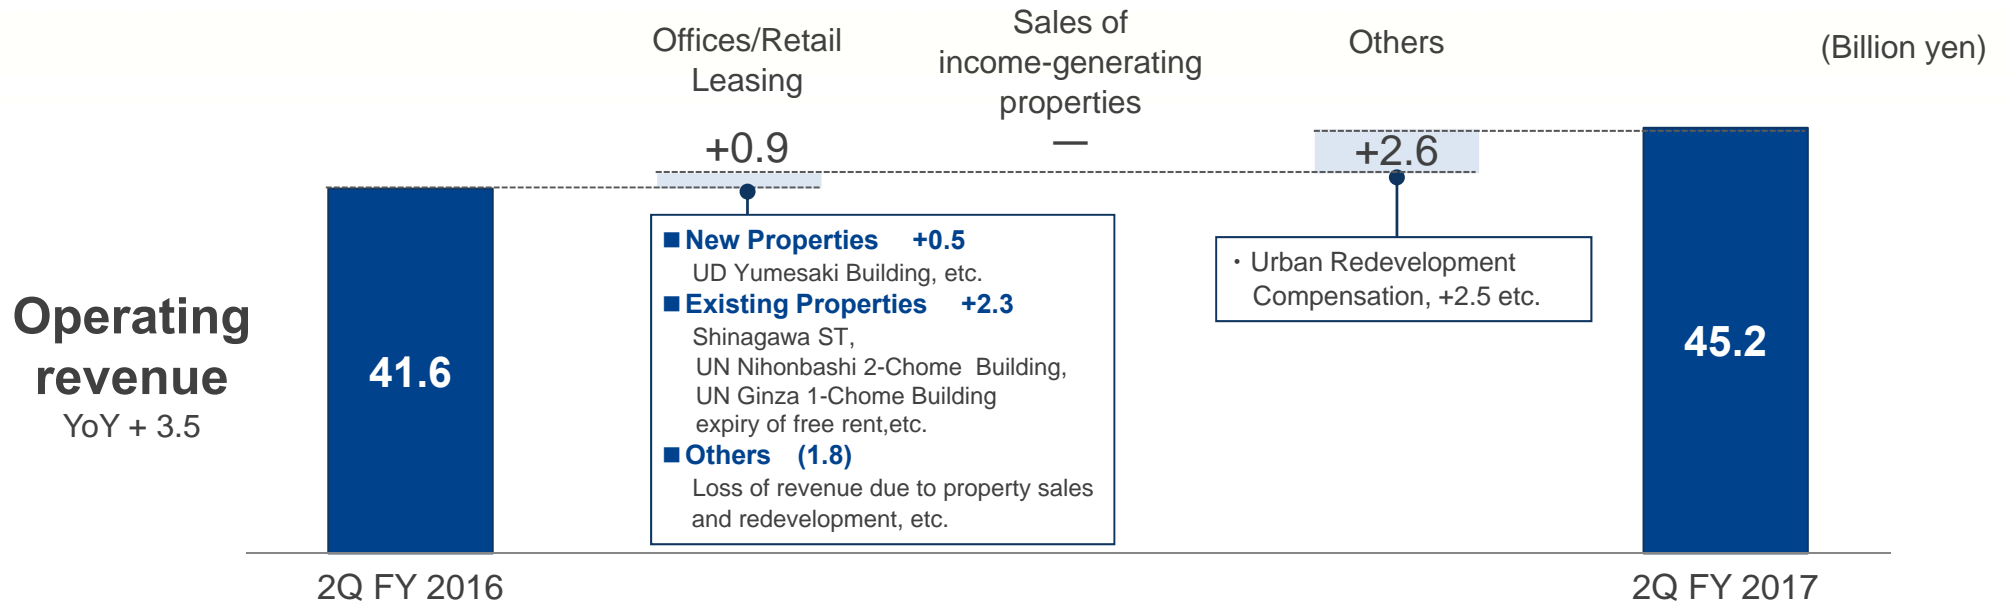 Offices/Retail
Leasing
Sales of
income-generating
properties
Others
(Billion yen)
+0.9
—
+2.6
Operating
revenue
YoY + 3.5
41.6
■ New Properties +0.5
UD Yumesaki Building, etc.
■ Existing Properties +2.3
Shinagawa ST,
UN Nihonbashi 2-Chome Building,
UN Ginza 1-Chome Building
expiry of free rent,etc.
■ Others (1.8)
Loss of revenue due to property sales
and redevelopment, etc.
・Urban Redevelopment
Compensation, +2.5 etc.
45.2
2Q FY 2016
2Q FY 2017